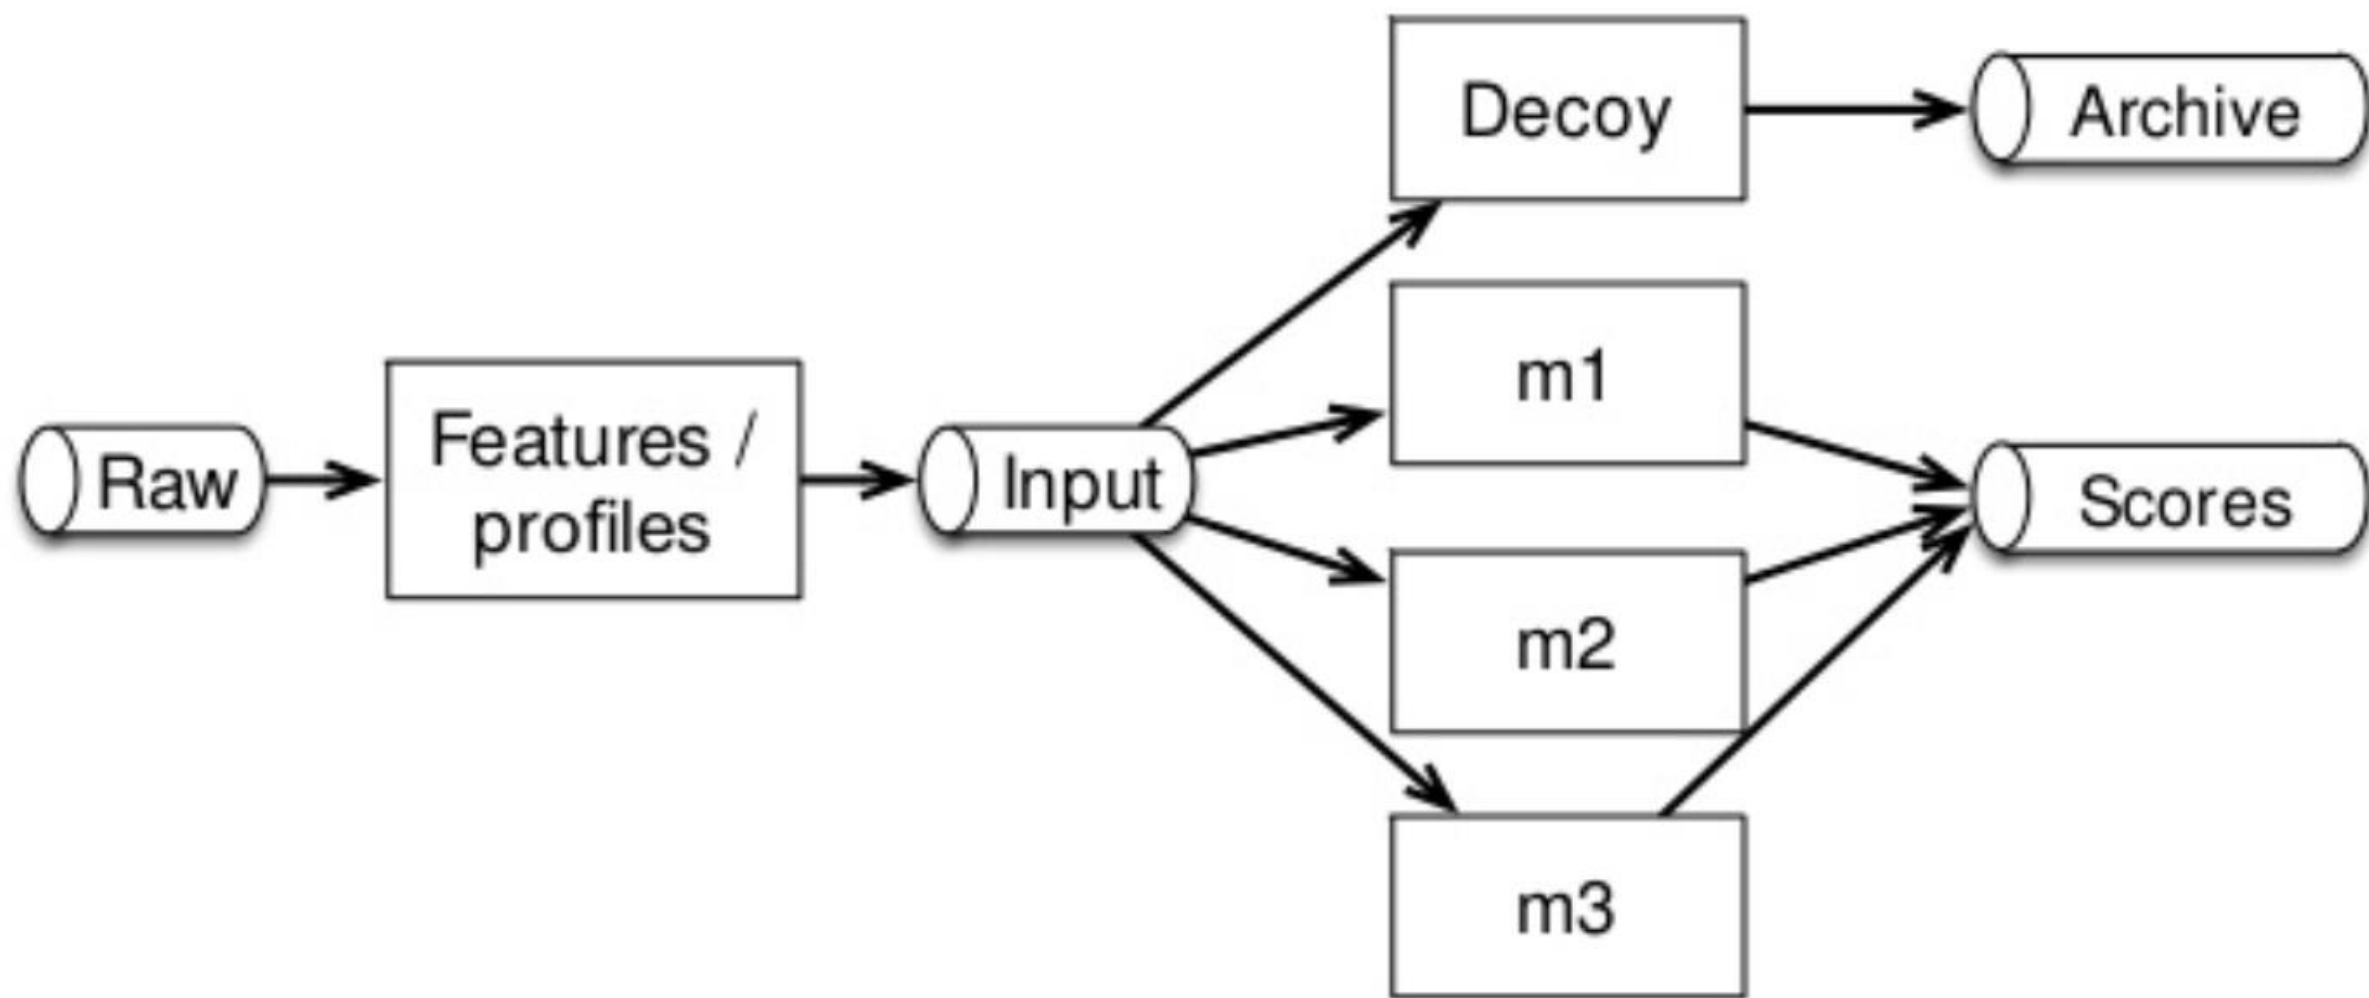 Decoy
Archive
m1
Raw
Features /
profiles
Input
Scores
m2
m3